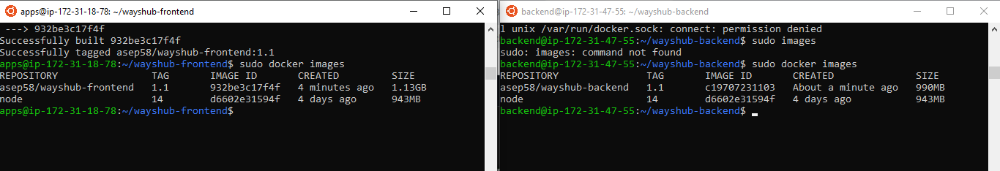 apps@ip-172-31-18-78: ~/wayshub-frontend
 ---> 932be3c17f4f
Successfully built 932be3c17f4f
Successfully tagged asep58/wayshub-frontend:1.1
apps@ip-172-31-18-78:~/wayshub-frontend$ sudo docker images
REPOSITORY                TAG       IMAGE ID       CREATED         SIZE
asep58/wayshub-frontend   1.1       932be3c17f4f   4 minutes ago   1.13GB
node                      14        d6602e31594f   4 days ago      943MB
apps@ip-172-31-18-78:~/wayshub-frontend$
backend@ip-172-31-47-55: ~/wayshub-backend
l unix /var/run/docker.sock: connect: permission denied
backend@ip-172-31-47-55:~/wayshub-backend$ sudo images
sudo: images: command not found
backend@ip-172-31-47-55:~/wayshub-backend$ sudo docker images
REPOSITORY               TAG       IMAGE ID       CREATED              SIZE
asep58/wayshub-backend   1.1       c19707231103   About a minute ago   990MB
node                     14        d6602e31594f   4 days ago           943MB
backend@ip-172-31-47-55:~/wayshub-backend$